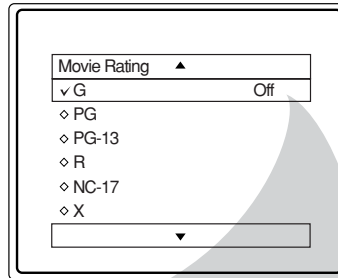 Movie Rating ▲
✓ G Off
◇ PG
◇ PG-13
◇ R
◇ NC-17
◇ X
▼